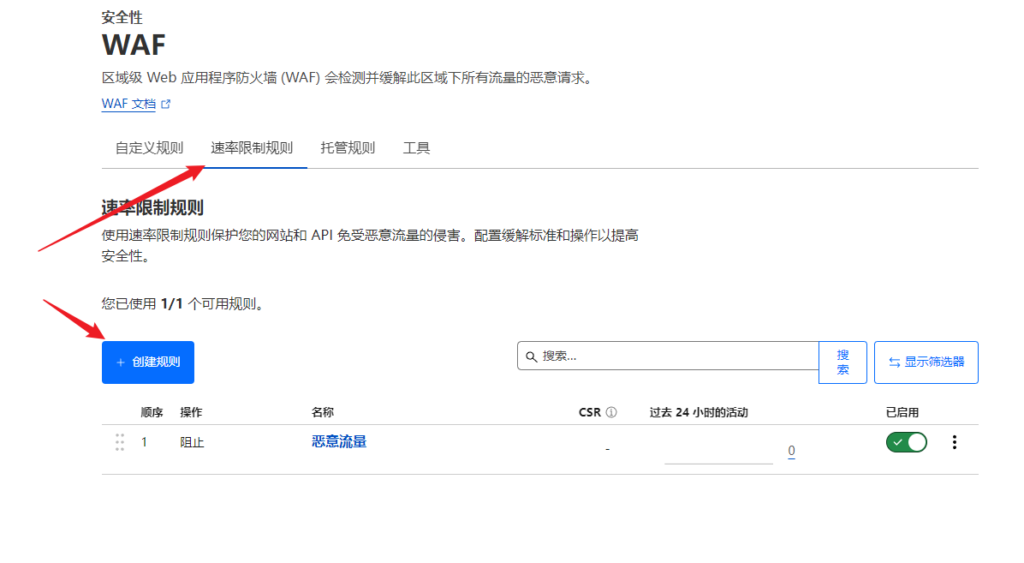 安全性
WAF
区域级 Web 应用程序防火墙 (WAF) 会检测并缓解此区域下所有流量的恶意请求。
WAF 文档
自定义规则 速率限制规则 托管规则 工具
速率限制规则
使用速率限制规则保护您的网站和 API 免受恶意流量的侵害。配置缓解标准和操作以提高
安全性。
您已使用 1/1 个可用规则。
+ 创建规则
搜索...
搜
索
显示筛选器
顺序 操作 名称 CSR 过去 24 小时的活动 已启用
1 阻止 恶意流量 - 0